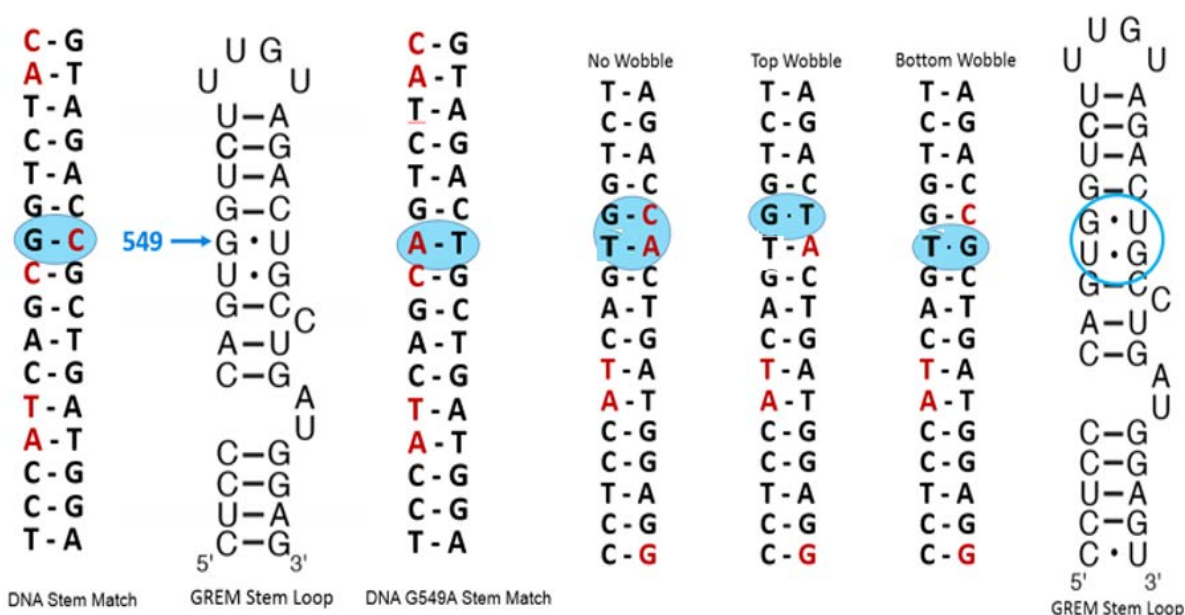 C - G
A - T
T - A
C - G
T - A
G - C
G - C
C - G
G - C
A - T
C - G
T - A
A - T
C - G
C - G
T - A
DNA Stem Match
U G
U U
U–A
C–G
U–A
G–C
549 G·U
U·G
G–C C
A–U
C–G
A
U
C–G
C–G
U–A
C–G
5' 3'
GREM Stem Loop
C - G
A - T
T - A
C - G
T - A
G - C
A - T
C - G
G - C
A - T
C - G
T - A
A - T
C - G
C - G
T - A
DNA G549A Stem Match
No Wobble
T - A
C - G
T - A
G - C
G - C
T - A
G - C
A - T
C - G
T - A
A - T
C - G
C - G
T - A
C - G
C - G
Top Wobble
T - A
C - G
T - A
G - C
G · T
T - A
G - C
A - T
C - G
T - A
A - T
C - G
C - G
T - A
C - G
C - G
Bottom Wobble
T - A
C - G
T - A
G - C
G - C
T · G
G - C
A - T
C - G
T - A
A - T
C - G
C - G
T - A
C - G
C - G
U G
U U
U–A
C–G
U–A
G–C
G·U
U·G
G–C C
A–U
C–G
A
U
C–G
C–G
U–A
C–G
C·U
5' 3'
GREM Stem Loop